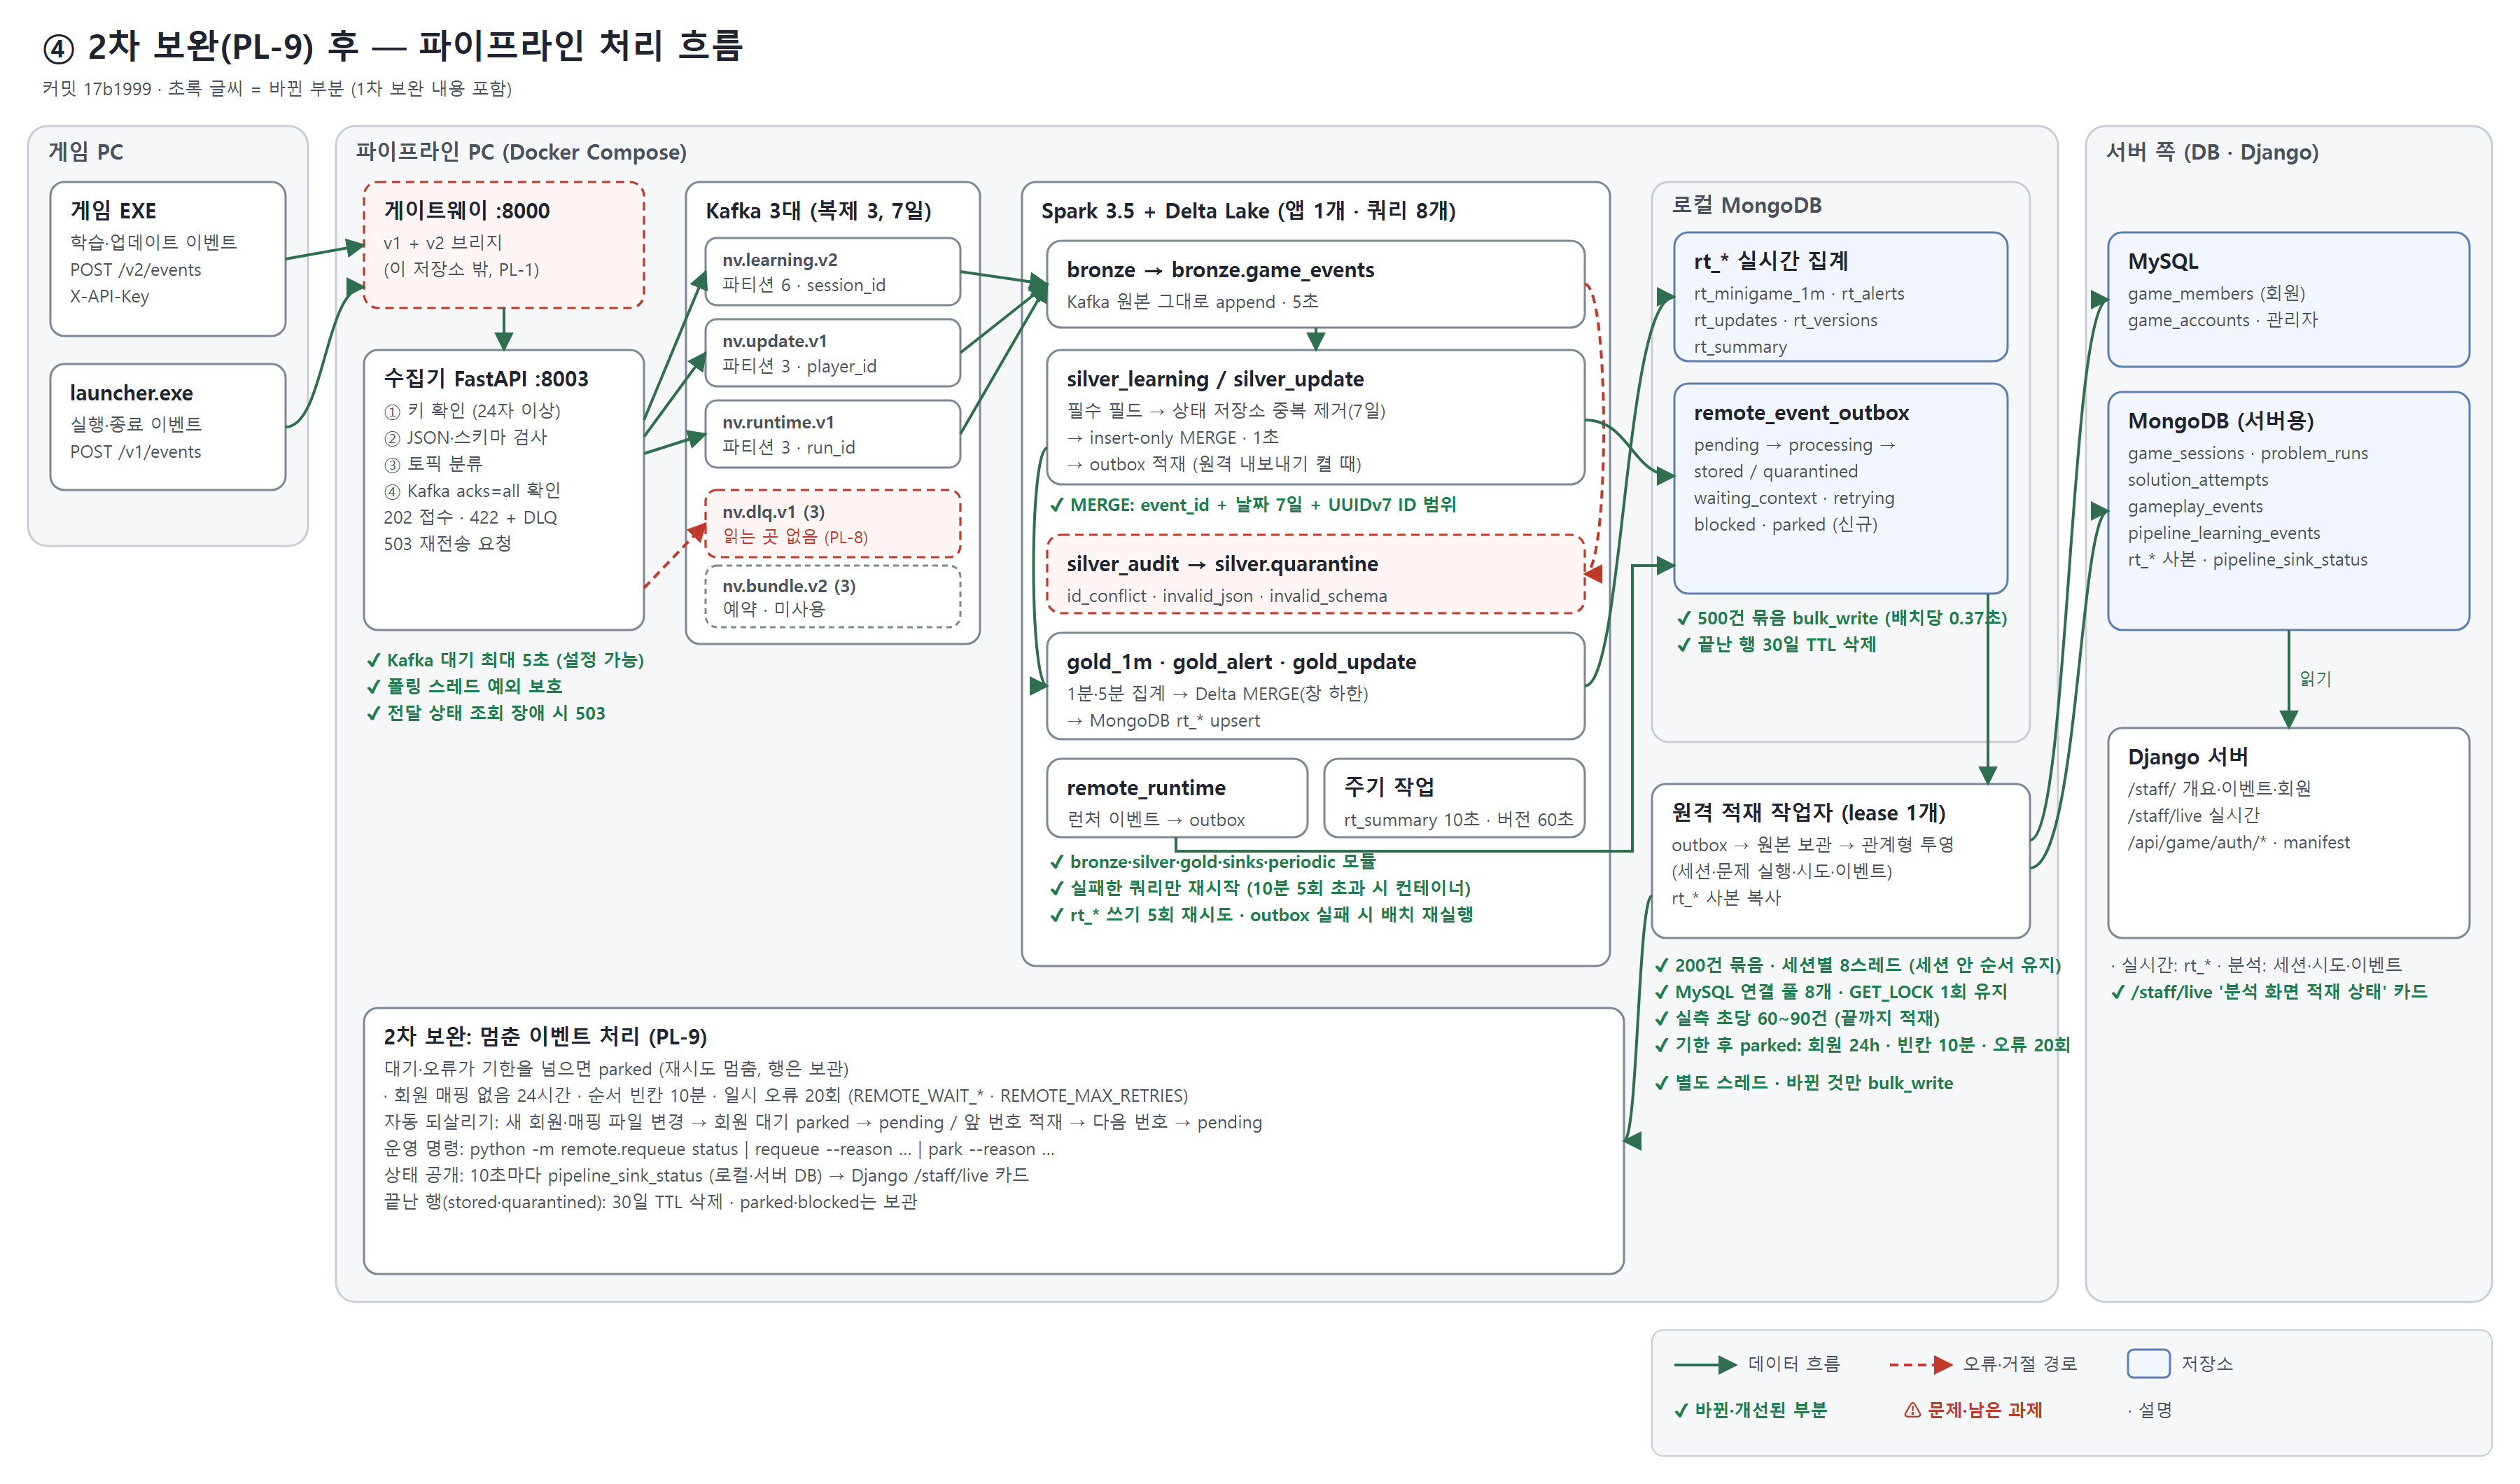 ④ 2차 보완(PL-9) 후 — 파이프라인 처리 흐름
커밋 17b1999 · 초록 글씨 = 바뀐 부분 (1차 보완 내용 포함)
게임 PC
게임 EXE
학습·업데이트 이벤트
POST /v2/events
X-API-Key
launcher.exe
실행·종료 이벤트
POST /v1/events
파이프라인 PC (Docker Compose)
게이트웨이 :8000
v1 + v2 브리지
(이 저장소 밖, PL-1)
수집기 FastAPI :8003
① 키 확인 (24자 이상)
② JSON·스키마 검사
③ 토픽 분류
④ Kafka acks=all 확인
202 접수 · 422 + DLQ
503 재전송 요청
✔ Kafka 대기 최대 5초 (설정 가능)
✔ 폴링 스레드 예외 보호
✔ 전달 상태 조회 장애 시 503
Kafka 3대 (복제 3, 7일)
nv.learning.v2
파티션 6 · session_id
nv.update.v1
파티션 3 · player_id
nv.runtime.v1
파티션 3 · run_id
nv.dlq.v1 (3)
읽는 곳 없음 (PL-8)
nv.bundle.v2 (3)
예약 · 미사용
Spark 3.5 + Delta Lake (앱 1개 · 쿼리 8개)
bronze → bronze.game_events
Kafka 원본 그대로 append · 5초
silver_learning / silver_update
필수 필드 → 상태 저장소 중복 제거(7일)
→ insert-only MERGE · 1초
→ outbox 적재 (원격 내보내기 켤 때)
✔ MERGE: event_id + 날짜 7일 + UUIDv7 ID 범위
silver_audit → silver.quarantine
id_conflict · invalid_json · invalid_schema
gold_1m · gold_alert · gold_update
1분·5분 집계 → Delta MERGE(창 하한)
→ MongoDB rt_* upsert
remote_runtime
런처 이벤트 → outbox
주기 작업
rt_summary 10초 · 버전 60초
✔ bronze·silver·gold·sinks·periodic 모듈
✔ 실패한 쿼리만 재시작 (10분 5회 초과 시 컨테이너)
✔ rt_* 쓰기 5회 재시도 · outbox 실패 시 배치 재실행
로컬 MongoDB
rt_* 실시간 집계
rt_minigame_1m · rt_alerts
rt_updates · rt_versions
rt_summary
remote_event_outbox
pending → processing →
stored / quarantined
waiting_context · retrying
blocked · parked (신규)
✔ 500건 묶음 bulk_write (배치당 0.37초)
✔ 끝난 행 30일 TTL 삭제
원격 적재 작업자 (lease 1개)
outbox → 원본 보관 → 관계형 투영
(세션·문제 실행·시도·이벤트)
rt_* 사본 복사
✔ 200건 묶음 · 세션별 8스레드 (세션 안 순서 유지)
✔ MySQL 연결 풀 8개 · GET_LOCK 1회 유지
✔ 실측 초당 60~90건 (끝까지 적재)
✔ 기한 후 parked: 회원 24h · 빈칸 10분 · 오류 20회
✔ 별도 스레드 · 바뀐 것만 bulk_write
2차 보완: 멈춘 이벤트 처리 (PL-9)
대기·오류가 기한을 넘으면 parked (재시도 멈춤, 행은 보관)
· 회원 매핑 없음 24시간 · 순서 빈칸 10분 · 일시 오류 20회 (REMOTE_WAIT_* · REMOTE_MAX_RETRIES)
자동 되살리기: 새 회원·매핑 파일 변경 → 회원 대기 parked → pending / 앞 번호 적재 → 다음 번호 → pending
운영 명령: python -m remote.requeue status | requeue --reason ... | park --reason ...
상태 공개: 10초마다 pipeline_sink_status (로컬·서버 DB) → Django /staff/live 카드
끝난 행(stored·quarantined): 30일 TTL 삭제 · parked·blocked는 보관
서버 쪽 (DB · Django)
MySQL
game_members (회원)
game_accounts · 관리자
MongoDB (서버용)
game_sessions · problem_runs
solution_attempts
gameplay_events
pipeline_learning_events
rt_* 사본 · pipeline_sink_status
읽기
Django 서버
/staff/ 개요·이벤트·회원
/staff/live 실시간
/api/game/auth/* · manifest
· 실시간: rt_* · 분석: 세션·시도·이벤트
✔ /staff/live '분석 화면 적재 상태' 카드
데이터 흐름
오류·거절 경로
저장소
✔ 바뀐·개선된 부분
⚠ 문제·남은 과제
· 설명